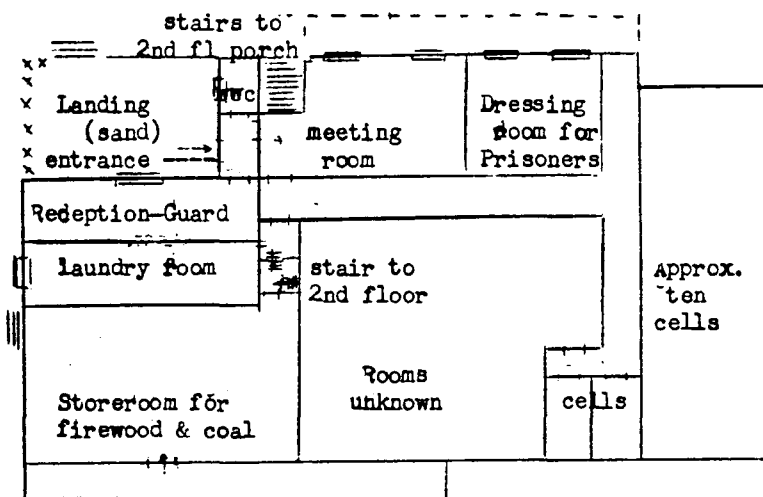 stairs to
2nd fl porch
WC
Landing
(sand)
entrance
meeting
room
Dressing
room for
Prisoners
Redeption-Guard
Laundry room
stair to
2nd floor
Approx.
ten
cells
Rooms
unknown
cells
Storeroom for
firewood & coal